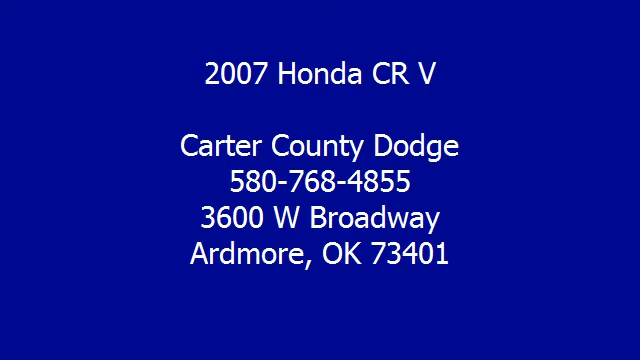 2007 Honda CR V
Carter County Dodge
580-768-4855
3600 W Broadway
Ardmore, OK 73401